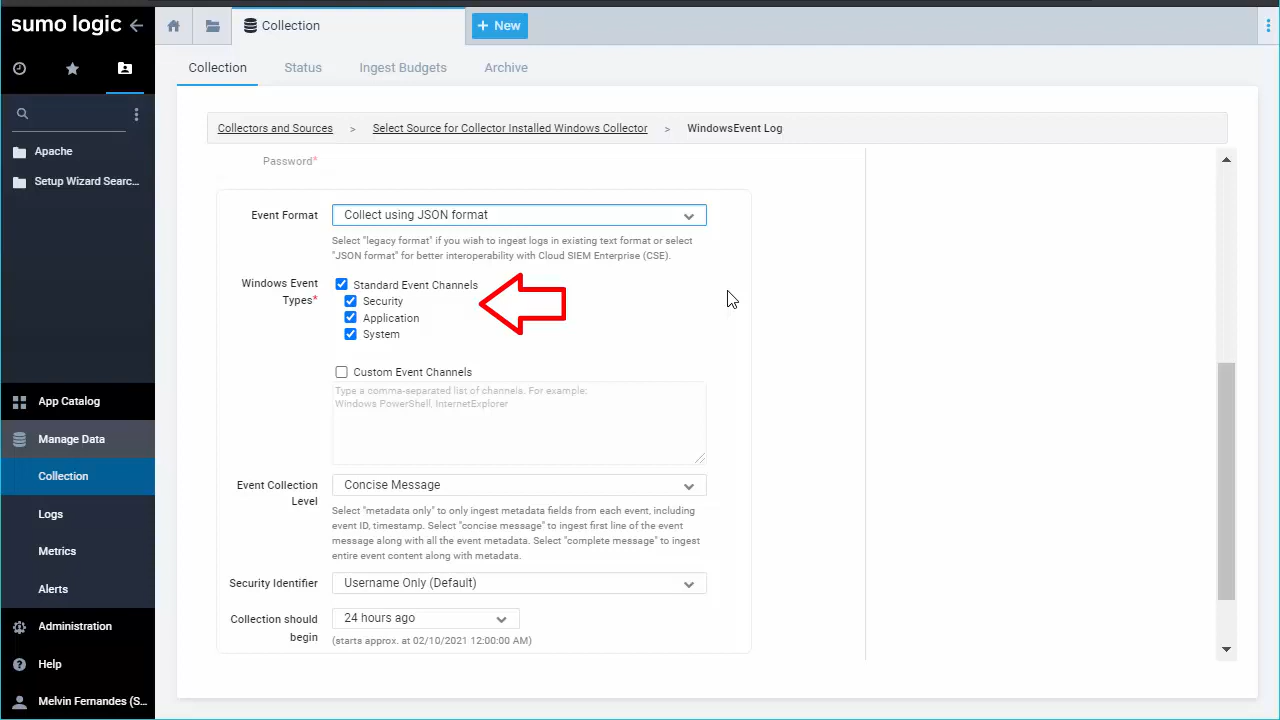 sumo logic
Collection
New
Collection
Status
Ingest Budgets
Archive
Collectors and Sources > Select Source for Collector Installed Windows Collector > WindowsEvent Log
Apache
Setup Wizard Searc...
Password*
Event Format
Collect using JSON format
Select "legacy format" if you wish to ingest logs in existing text format or select
"JSON format" for better interoperability with Cloud SIEM Enterprise (CSE).
Windows Event
Types*
Standard Event Channels
Security
Application
System
Custom Event Channels
Type a comma-separated list of channels. For example:
Windows PowerShell, InternetExplorer
Event Collection
Level
Concise Message
Select "metadata only" to only ingest metadata fields from each event, including
event ID, timestamp. Select "concise message" to ingest first line of the event
message along with all the event metadata. Select "complete message" to ingest
entire event content along with metadata.
Security Identifier
Username Only (Default)
Collection should
begin
24 hours ago
(starts approx. at 02/10/2021 12:00:00 AM)
App Catalog
Manage Data
Collection
Logs
Metrics
Alerts
Administration
Help
Melvin Fernandes (S...